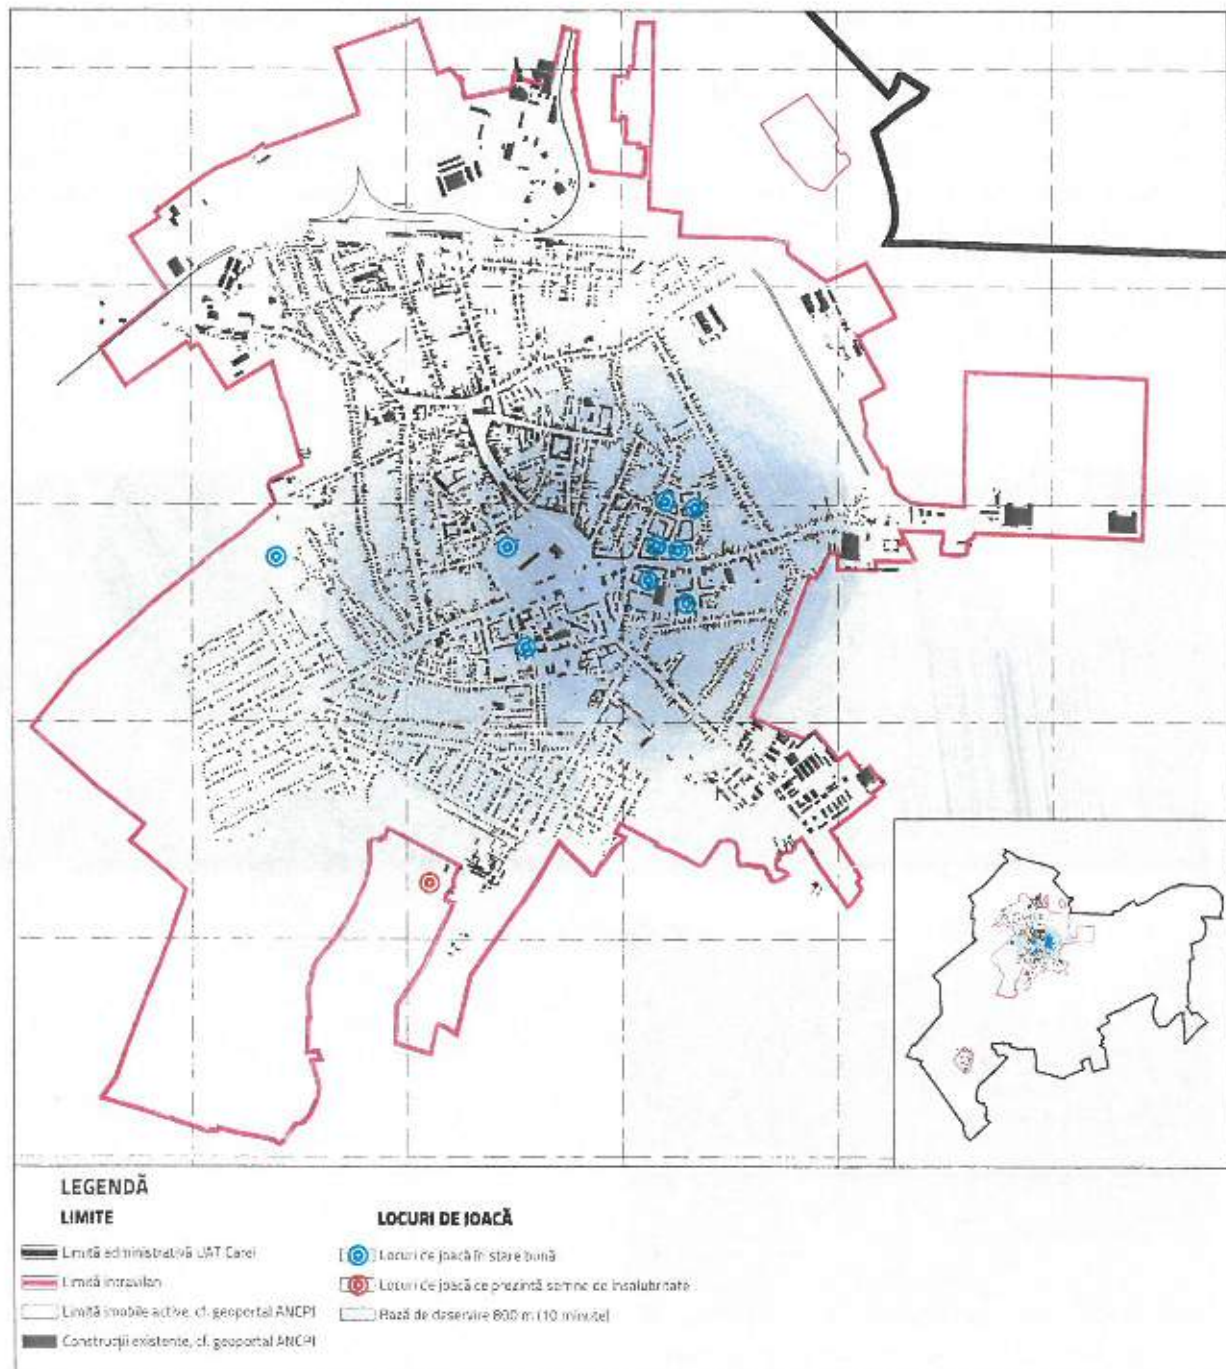 LEGENDĂ
LIMITE
Limită administrativă UAT Carei
Limită intravilan
Limită imobile active, cf. geoportal ANCPI
Construcții existente, cf. geoportal ANCPI
LOCURI DE JOACĂ
Locuri de joacă în stare bună
Locuri de joacă ce prezintă semne de insalubritate
Rază de deservire 800 m (10 minute)